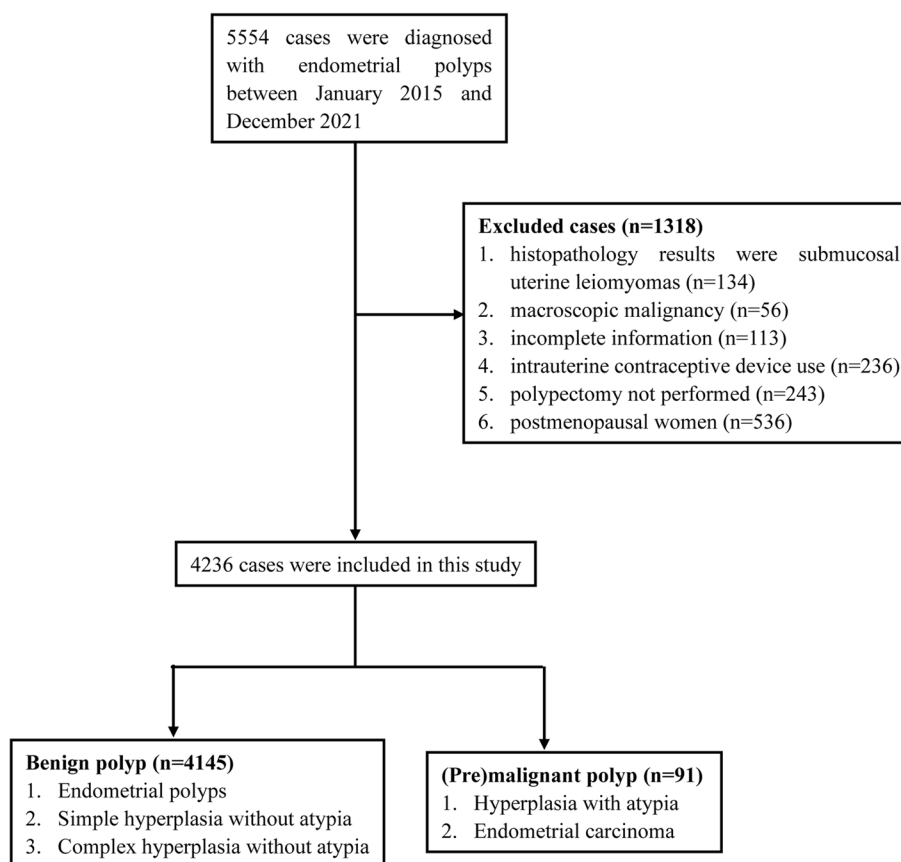 5554 cases were diagnosed
with endometrial polyps
between January 2015 and
December 2021
Excluded cases (n=1318)
1. histopathology results were submucosal
uterine leiomyomas (n=134)
2. macroscopic malignancy (n=56)
3. incomplete information (n=113)
4. intrauterine contraceptive device use (n=236)
5. polypectomy not performed (n=243)
6. postmenopausal women (n=536)
4236 cases were included in this study
Benign polyp (n=4145)
1. Endometrial polyps
2. Simple hyperplasia without atypia
3. Complex hyperplasia without atypia
(Pre)malignant polyp (n=91)
1. Hyperplasia with atypia
2. Endometrial carcinoma